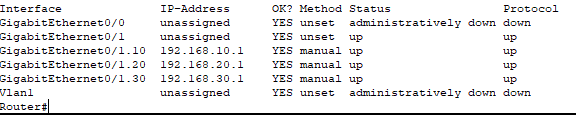 Interface IP-Address OK? Method Status Protocol
GigabitEthernet0/0 unassigned YES unset administratively down down
GigabitEthernet0/1 unassigned YES unset up up
GigabitEthernet0/1.10 192.168.10.1 YES manual up up
GigabitEthernet0/1.20 192.168.20.1 YES manual up up
GigabitEthernet0/1.30 192.168.30.1 YES manual up up
Vlan1 unassigned YES unset administratively down down
Router#